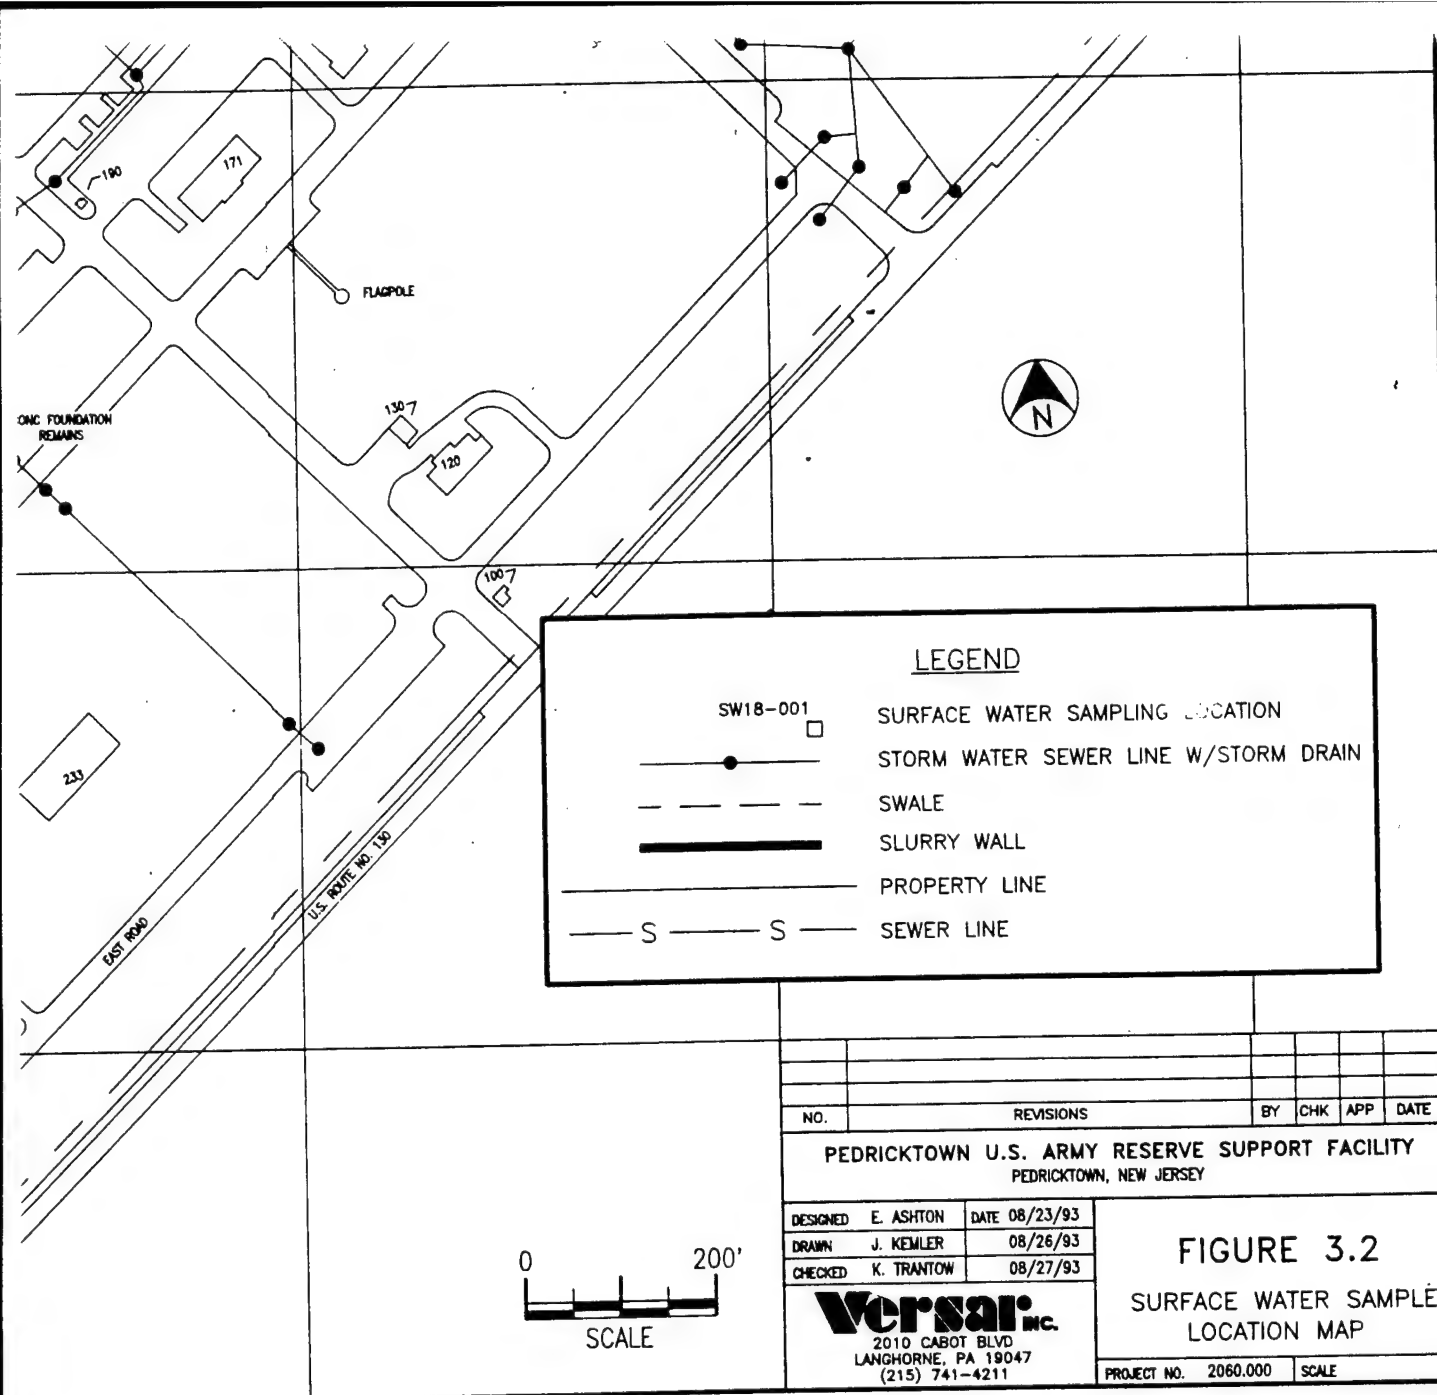 190
171
FLAGPOLE
ONC FOUNDATION
REMAINS
130
120
100
N
233
EAST ROAD
U.S. ROUTE NO. 130
LEGEND
SW18-001
SURFACE WATER SAMPLING LOCATION
STORM WATER SEWER LINE W/STORM DRAIN
SWALE
SLURRY WALL
PROPERTY LINE
S S SEWER LINE
NO. REVISIONS BY CHK APP DATE
PEDRICKTOWN U.S. ARMY RESERVE SUPPORT FACILITY
PEDRICKTOWN, NEW JERSEY
DESIGNED E. ASHTON DATE 08/23/93
DRAWN J. KEMLER 08/26/93
CHECKED K. TRANTOW 08/27/93
Versar INC.
2010 CABOT BLVD
LANGHORNE, PA 19047
(215) 741-4211
FIGURE 3.2
SURFACE WATER SAMPLE
LOCATION MAP
PROJECT NO. 2060.000 SCALE
0 200'
SCALE